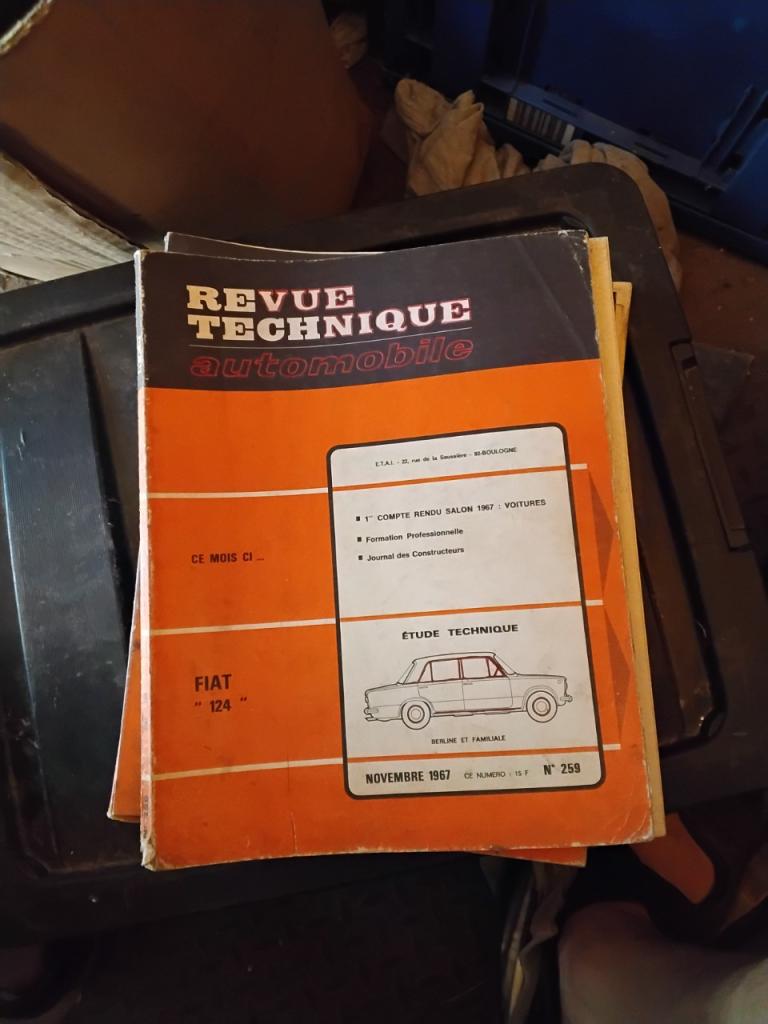 REVUE
TECHNIQUE
automobile
E.T.A.I. - 22, rue de la Saussière - 92-BOULOGNE
■ 1er COMPTE RENDU SALON 1967 : VOITURES
■ Formation Professionnelle
■ Journal des Constructeurs
CE MOIS CI ...
ÉTUDE TECHNIQUE
FIAT
" 124 "
BERLINE ET FAMILIALE
NOVEMBRE 1967 CE NUMERO : 15 F N° 259